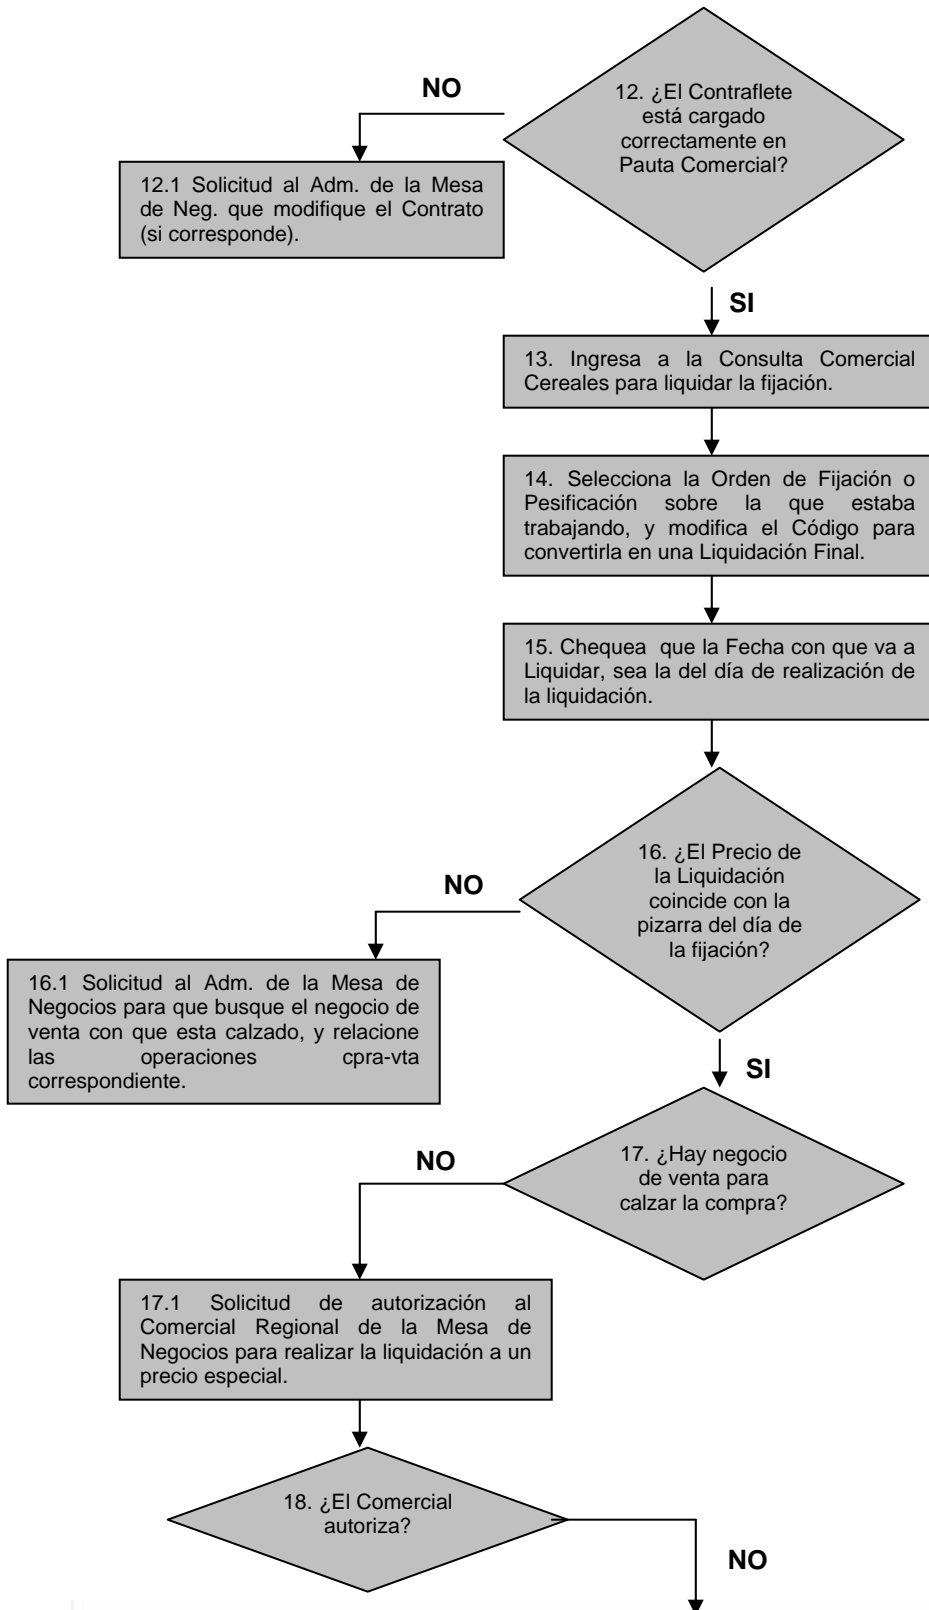 12. ¿El Contraflete
está cargado
correctamente en
Pauta Comercial?
NO
12.1 Solicitud al Adm. de la Mesa
de Neg. que modifique el Contrato
(si corresponde).
SI
13. Ingresa a la Consulta Comercial
Cereales para liquidar la fijación.
14. Selecciona la Orden de Fijación o
Pesificación sobre la que estaba
trabajando, y modifica el Código para
convertirla en una Liquidación Final.
15. Chequea que la Fecha con que va a
Liquidar, sea la del día de realización de
la liquidación.
16. ¿El Precio de
la Liquidación
coincide con la
pizarra del día de
la fijación?
NO
16.1 Solicitud al Adm. de la Mesa de
Negocios para que busque el negocio de
venta con que esta calzado, y relacione
las operaciones cpra-vta
correspondiente.
SI
17. ¿Hay negocio
de venta para
calzar la compra?
NO
17.1 Solicitud de autorización al
Comercial Regional de la Mesa de
Negocios para realizar la liquidación a un
precio especial.
18. ¿El Comercial
autoriza?
NO